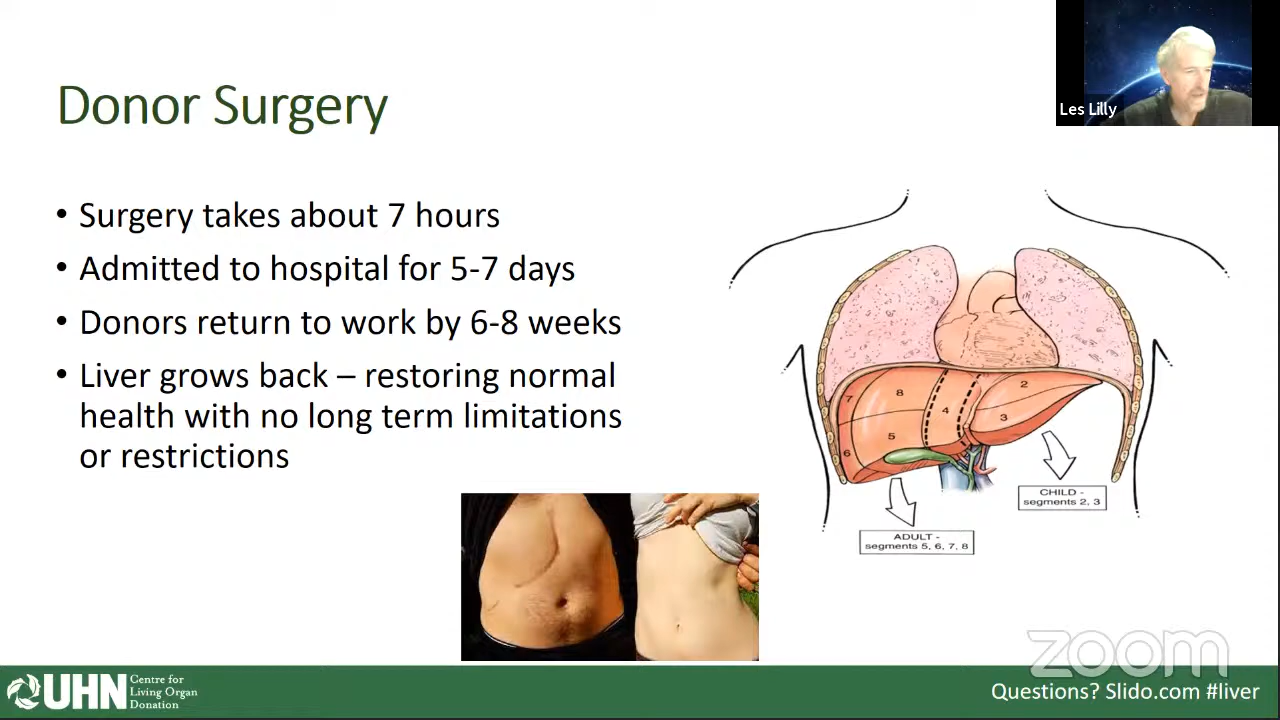 Les Lilly
Donor Surgery
• Surgery takes about 7 hours
• Admitted to hospital for 5-7 days
• Donors return to work by 6-8 weeks
• Liver grows back – restoring normal
health with no long term limitations
or restrictions
7
8
4
2
3
5
6
CHILD -
segments 2, 3
ADULT -
segments 5, 6, 7, 8
zoom
UHN
Centre for
Living Organ
Donation
Questions? Slido.com #liver